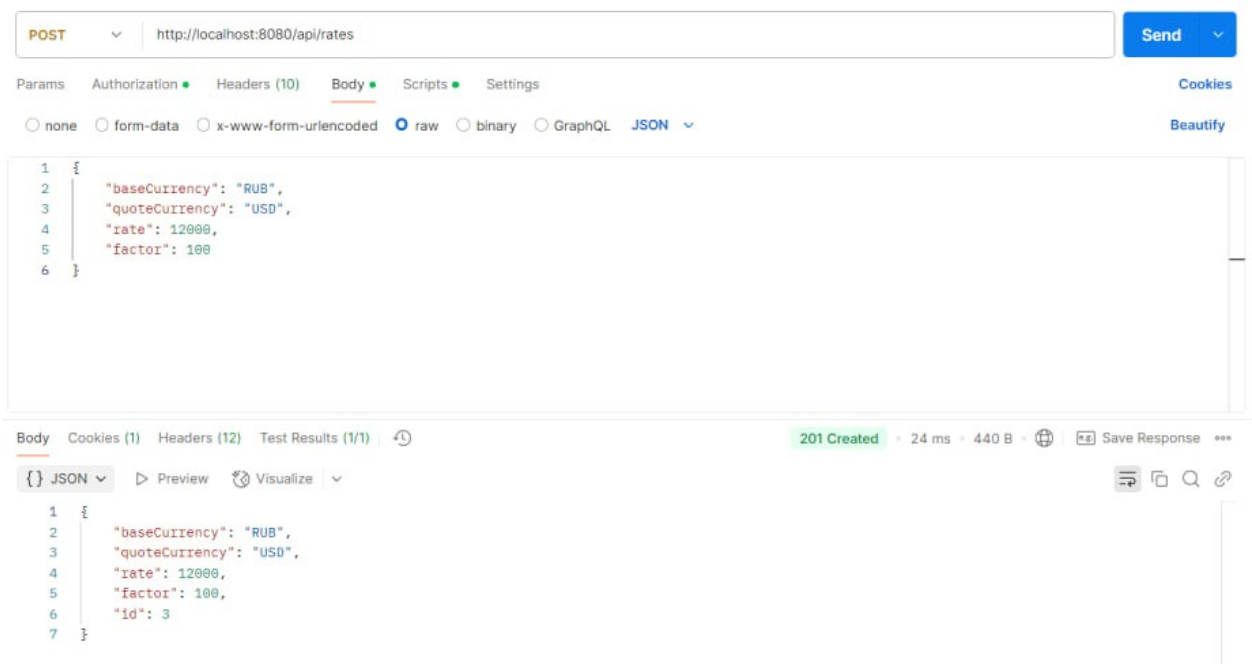 POST http://localhost:8080/api/rates Send
Params Authorization Headers (10) Body Scripts Settings Cookies
none form-data x-www-form-urlencoded raw binary GraphQL JSON Beautify
1 {
2 "baseCurrency": "RUB",
3 "quoteCurrency": "USD",
4 "rate": 12000,
5 "factor": 100
6 }
Body Cookies (1) Headers (12) Test Results (1/1) 201 Created 24 ms 440 B e.g. Save Response
{} JSON Preview Visualize
1 {
2 "baseCurrency": "RUB",
3 "quoteCurrency": "USD",
4 "rate": 12000,
5 "factor": 100,
6 "id": 3
7 }